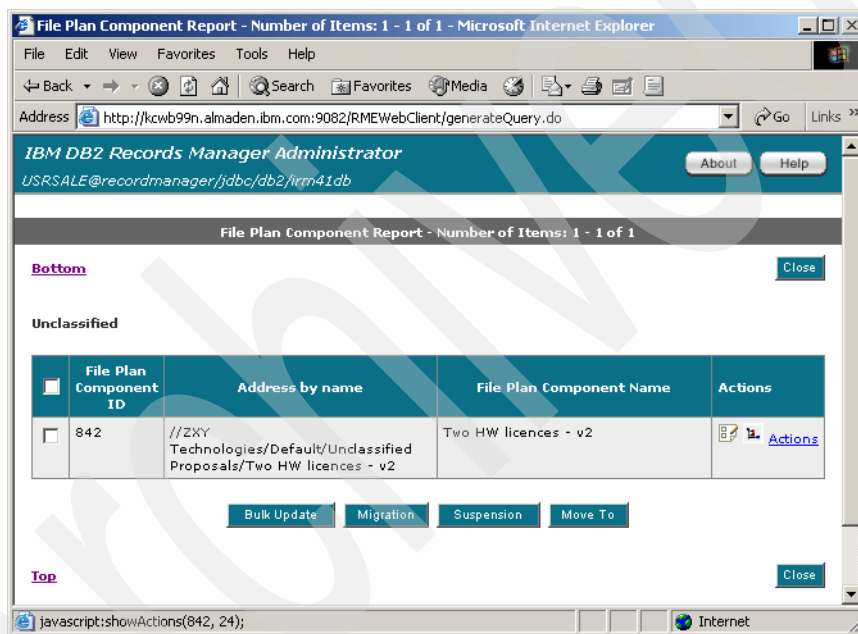 File Plan Component Report - Number of Items: 1 - 1 of 1 - Microsoft Internet Explorer
File Edit View Favorites Tools Help
Back Search Favorites Media
Address http://kcwb99n.almaden.ibm.com:9082/RMEWebClient/generateQuery.do Go Links »
IBM DB2 Records Manager Administrator
About Help
USRSALE@recordmanager/jdbc/db2/irm41db
File Plan Component Report - Number of Items: 1 - 1 of 1
Bottom Close
Unclassified
File Plan
Component
ID
Address by name File Plan Component Name Actions
842 //ZXY
Technologies/Default/Unclassified
Proposals/Two HW licences - v2
Two HW licences - v2 Actions
Bulk Update Migration Suspension Move To
Top Close
javascript:showActions(842, 24); Internet